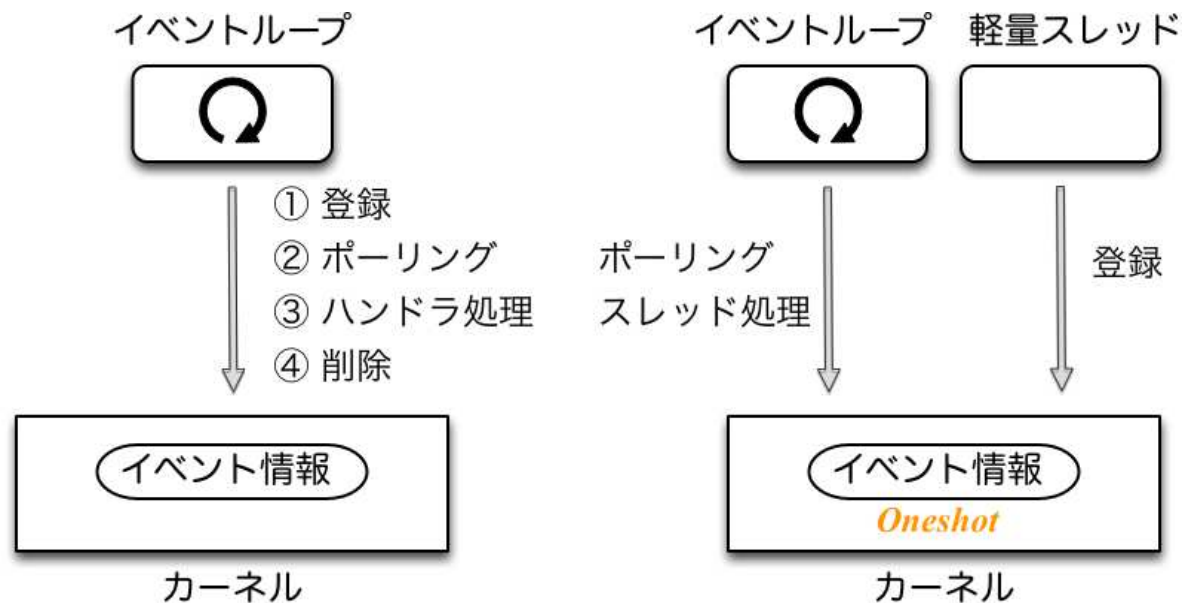 イベントループ
① 登録
② ポーリング
③ ハンドラ処理
④ 削除
イベント情報
カーネル
イベントループ
軽量スレッド
ポーリング
スレッド処理
登録
イベント情報
Oneshot
カーネル